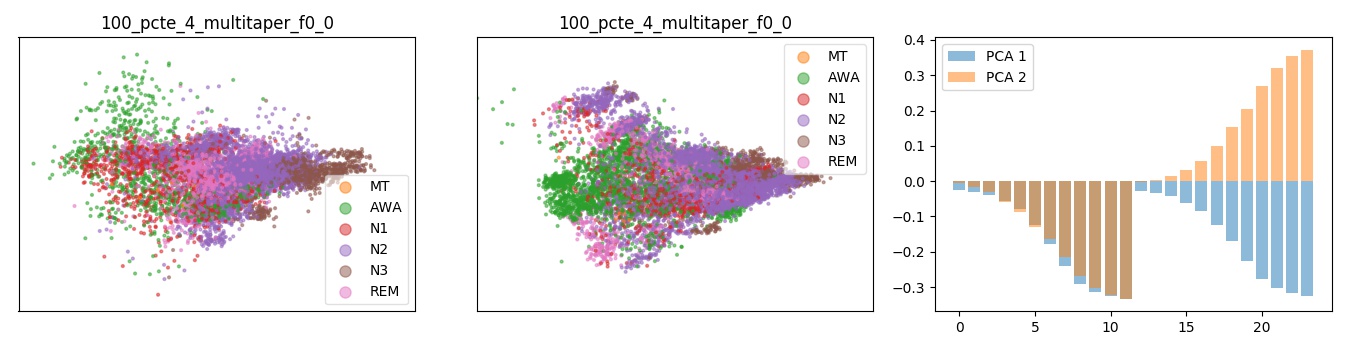 100_pcte_4_multitaper_f0_0
MT
AWA
N1
N2
N3
REM
100_pcte_4_multitaper_f0_0
MT
AWA
N1
N2
N3
REM
PCA 1
PCA 2
0.4
0.3
0.2
0.1
0.0
−0.1
−0.2
−0.3
0
5
10
15
20